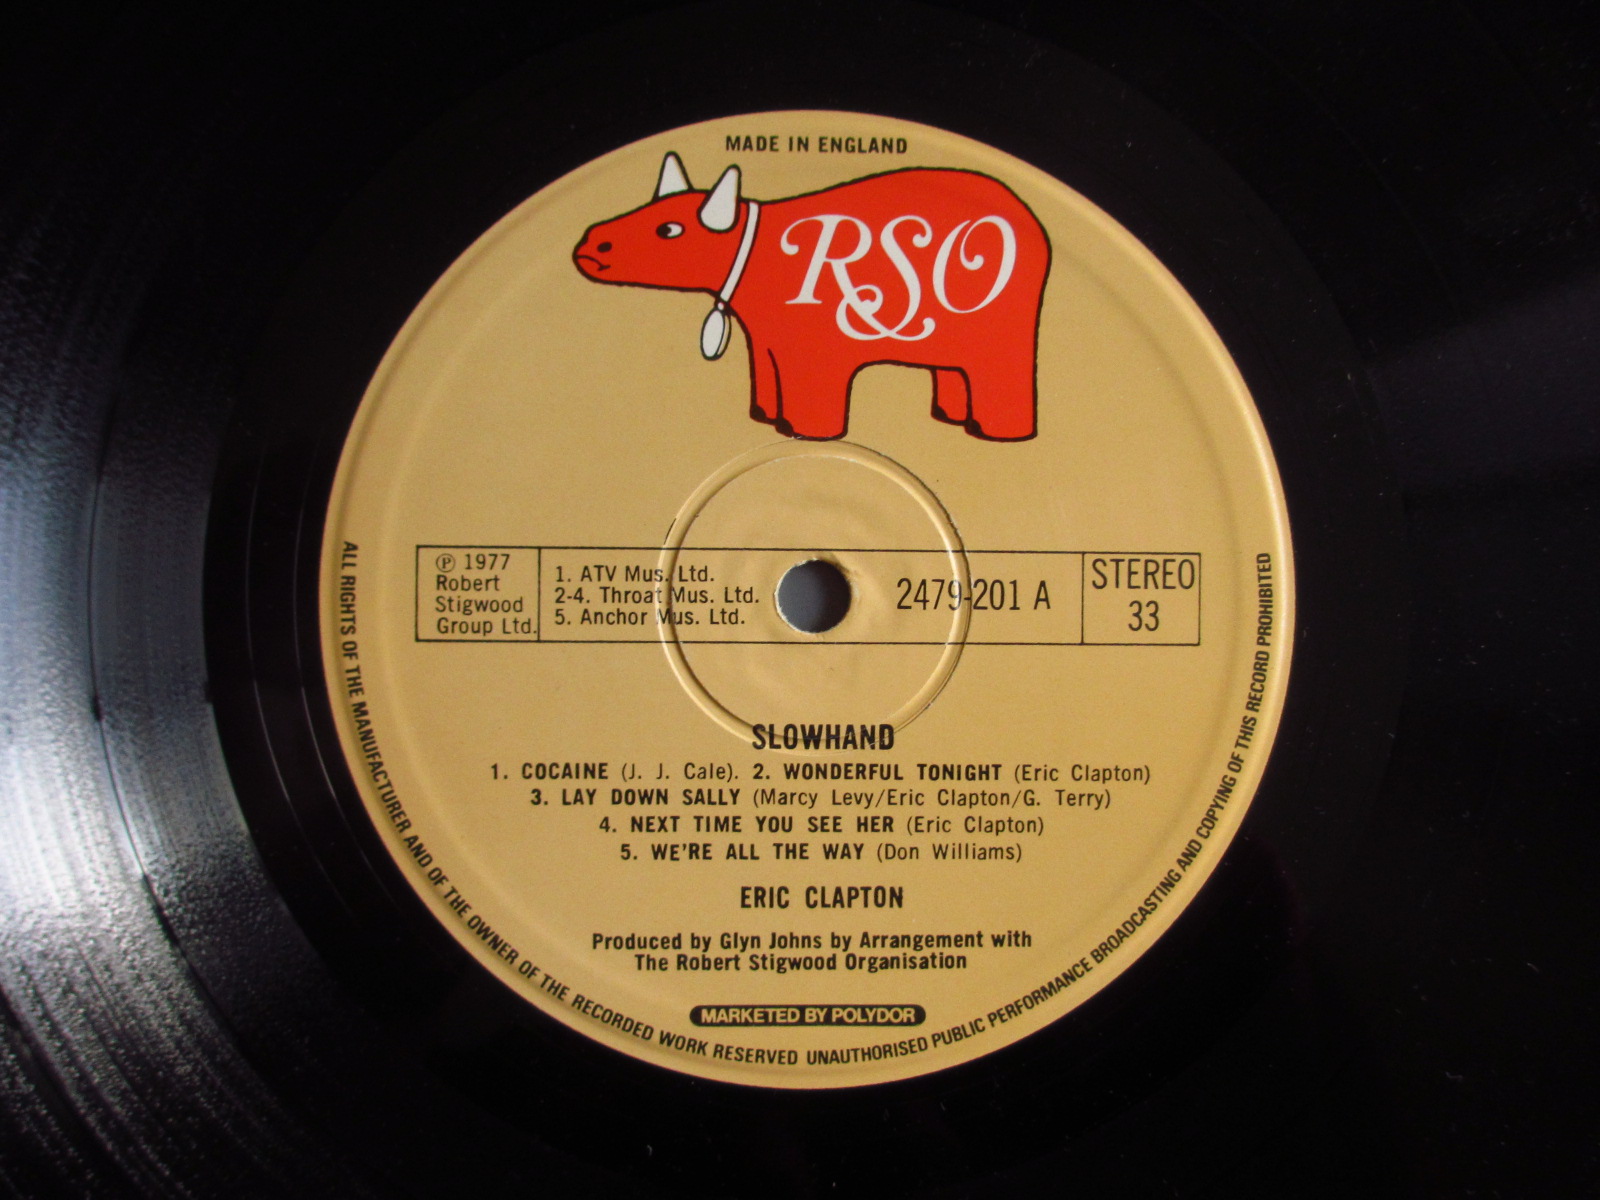 MADE IN ENGLAND
RSO
℗ 1977
Robert
Stigwood
Group Ltd.
1. ATV Mus. Ltd.
2-4. Throat Mus. Ltd.
5. Anchor Mus. Ltd.
2479-201 A
STEREO
33
SLOWHAND
1. COCAINE (J. J. Cale). 2. WONDERFUL TONIGHT (Eric Clapton)
3. LAY DOWN SALLY (Marcy Levy/Eric Clapton/G. Terry)
4. NEXT TIME YOU SEE HER (Eric Clapton)
5. WE'RE ALL THE WAY (Don Williams)
ERIC CLAPTON
Produced by Glyn Johns by Arrangement with
The Robert Stigwood Organisation
MARKETED BY POLYDOR
ALL RIGHTS OF THE MANUFACTURER AND OF THE OWNER OF THE RECORDED WORK RESERVED UNAUTHORISED PUBLIC PERFORMANCE BROADCASTING AND COPYING OF THIS RECORD PROHIBITED